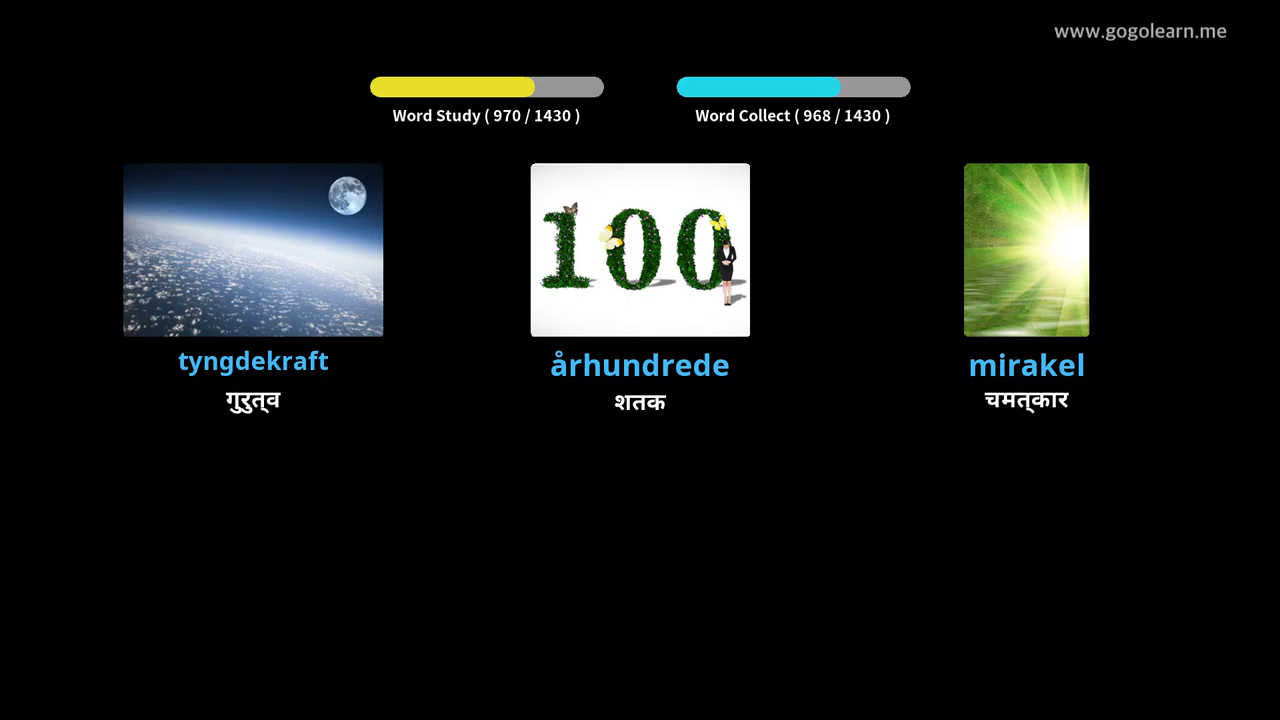 www.gogolearn.me
Word Study ( 970 / 1430 )
Word Collect ( 968 / 1430 )
100
tyngdekraft
århundrede
mirakel
गुरुत्व
शतक
चमत्कार